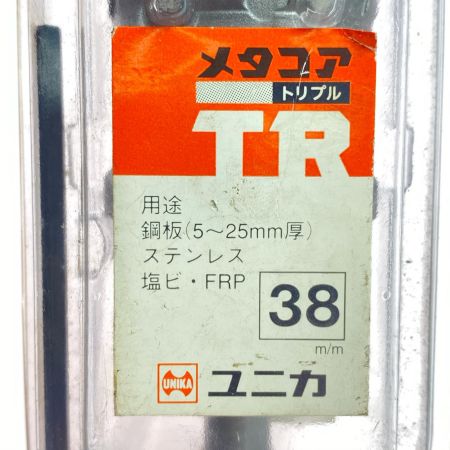 メタコア
トリプル
TR
用途
鋼板(5～25mm厚)
ステンレス
塩ビ・FRP
38
m/m
UNIKA
ユニカ